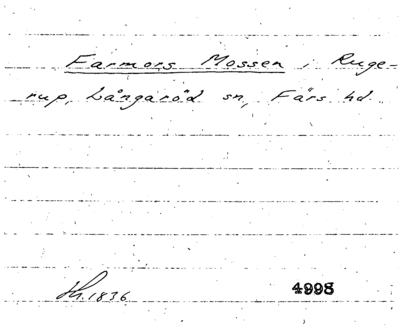 Farmors Mossen i Ruge-
rup, Långaröd sn, Färs hd.
1836
4998